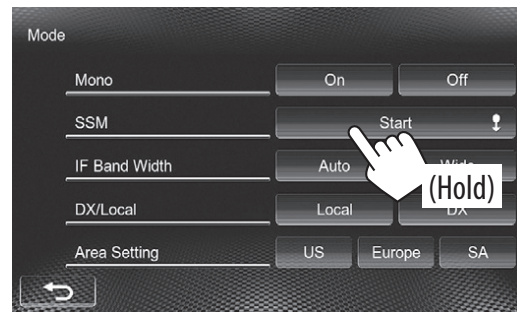 Mode
Mono On Off
SSM Start
IF Band Width Auto Wide
(Hold)
DX/Local Local DX
Area Setting US Europe SA